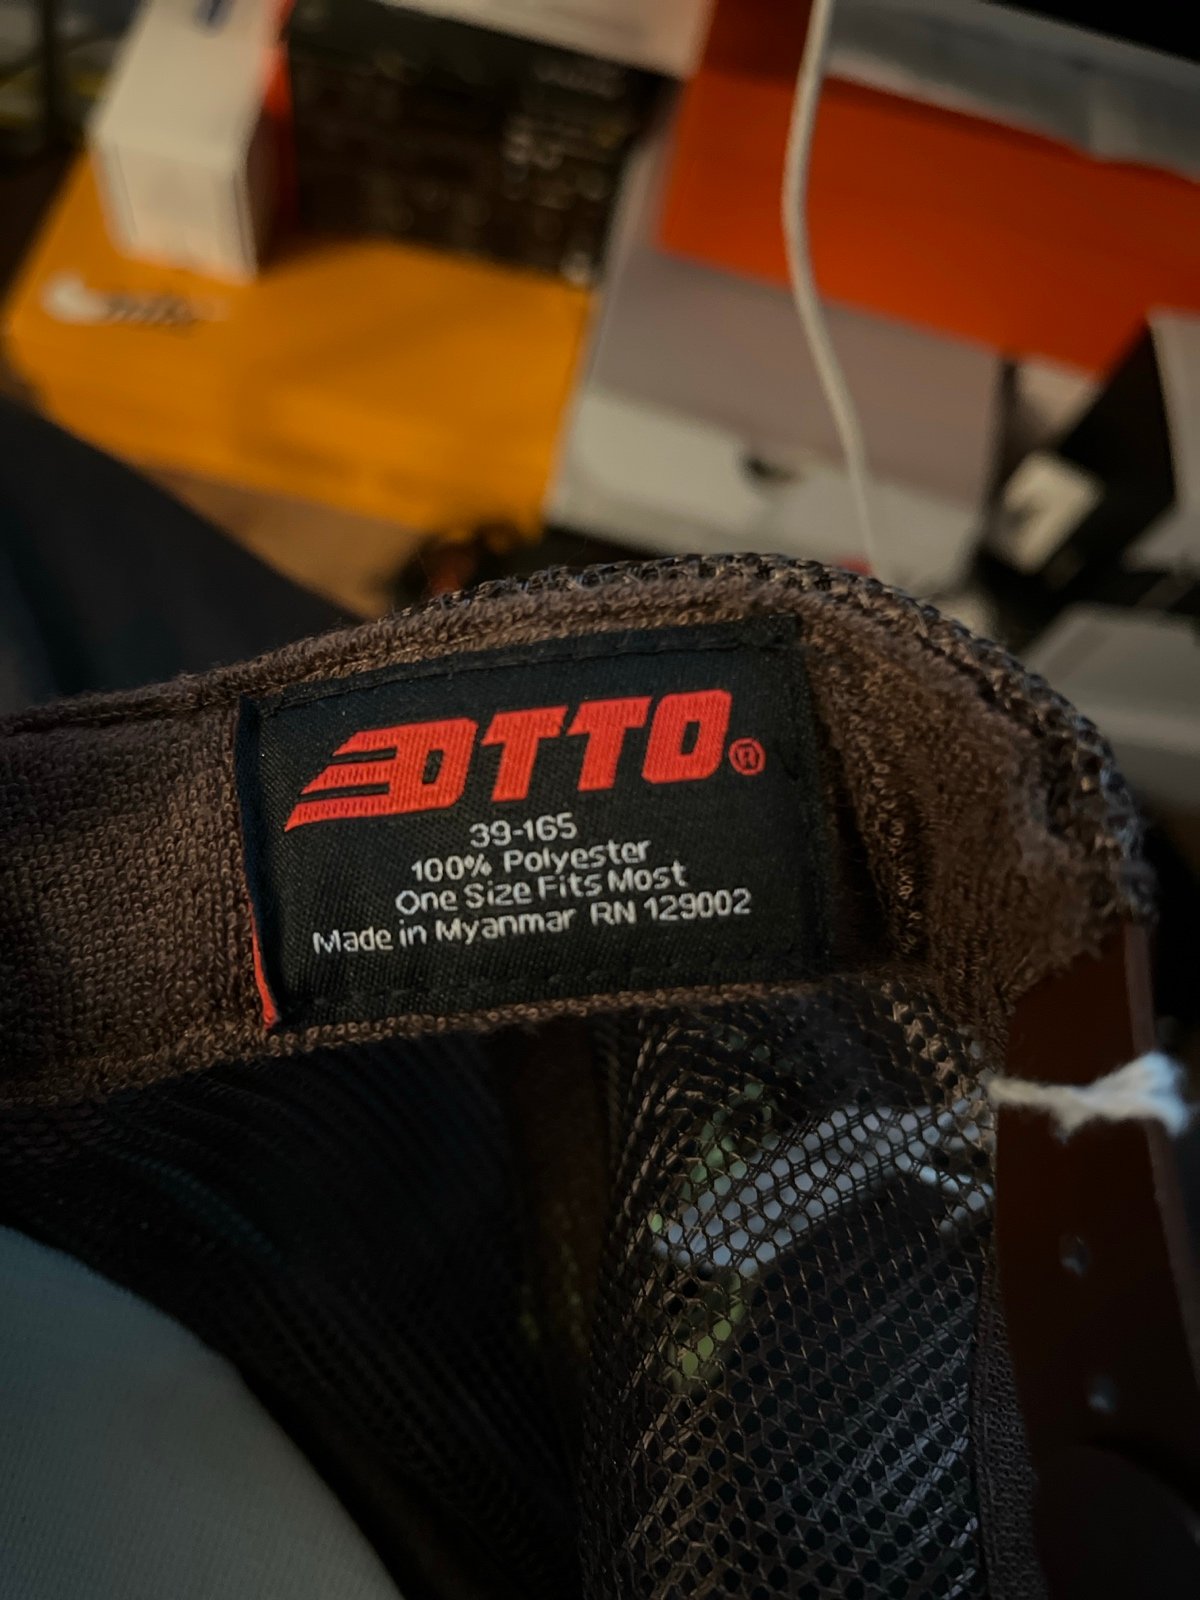 OTTO®
39-165
100% Polyester
One Size Fits Most
Made in Myanmar RN 129002